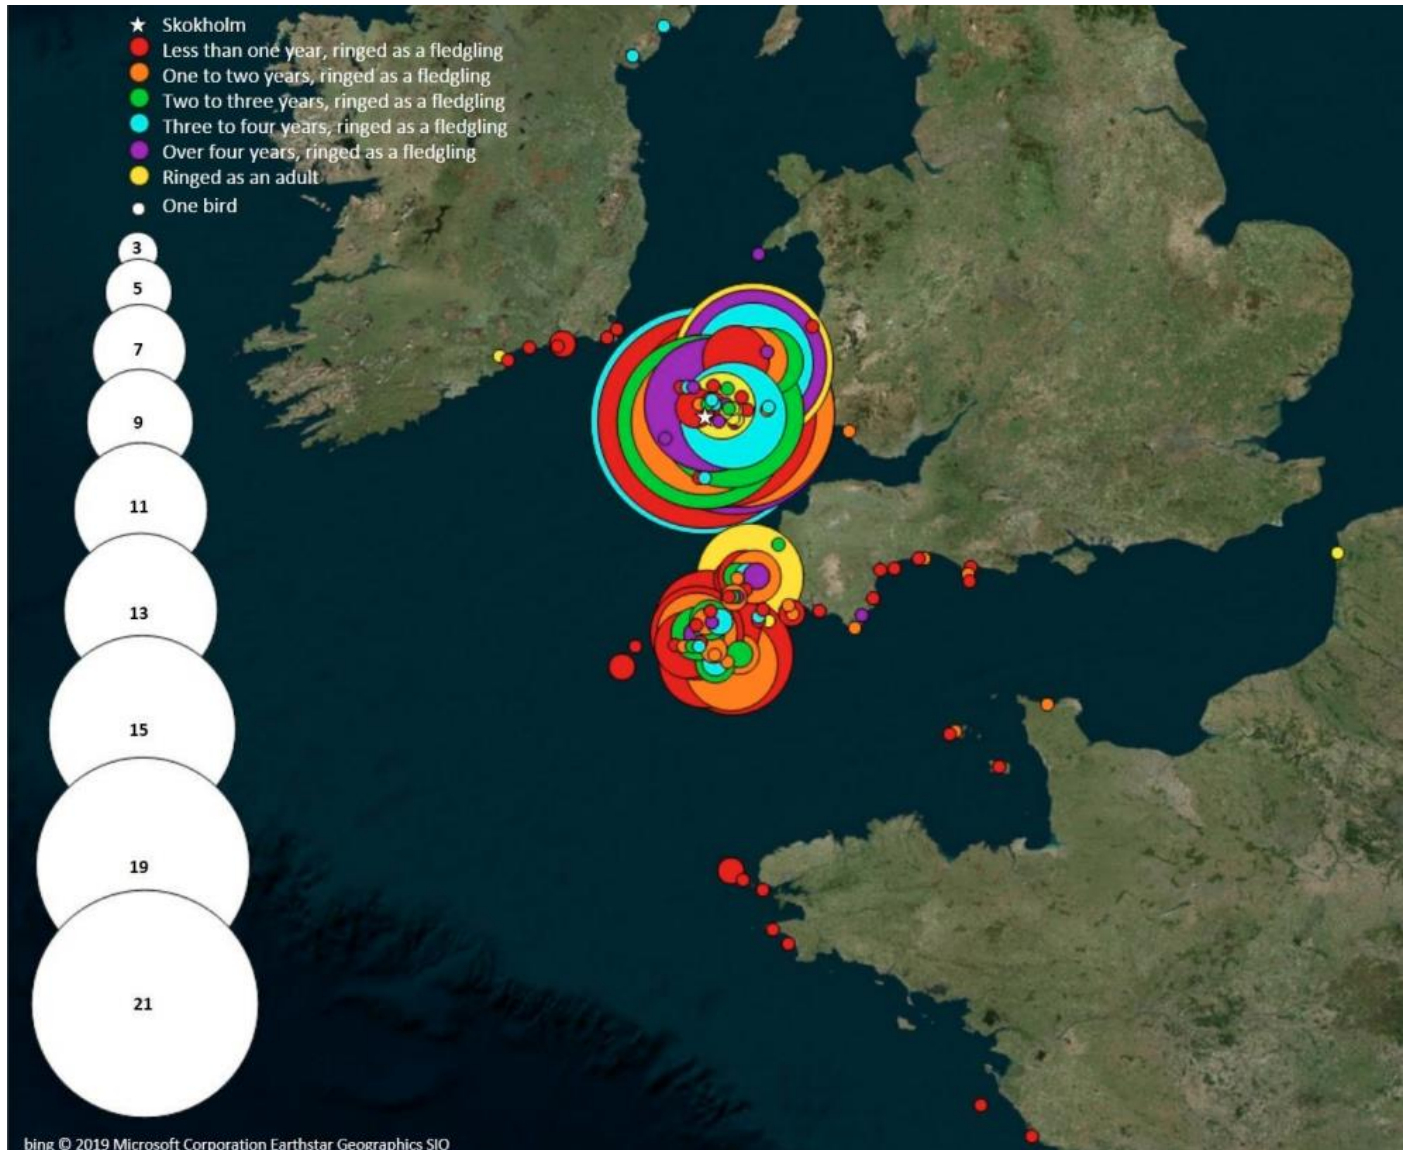 Skokholm
Less than one year, ringed as a fledgling
One to two years, ringed as a fledgling
Two to three years, ringed as a fledgling
Three to four years, ringed as a fledgling
Over four years, ringed as a fledgling
Ringed as an adult
One bird
3
5
7
9
11
13
15
19
21
bing © 2019 Microsoft Corporation Earthstar Geographics SIO